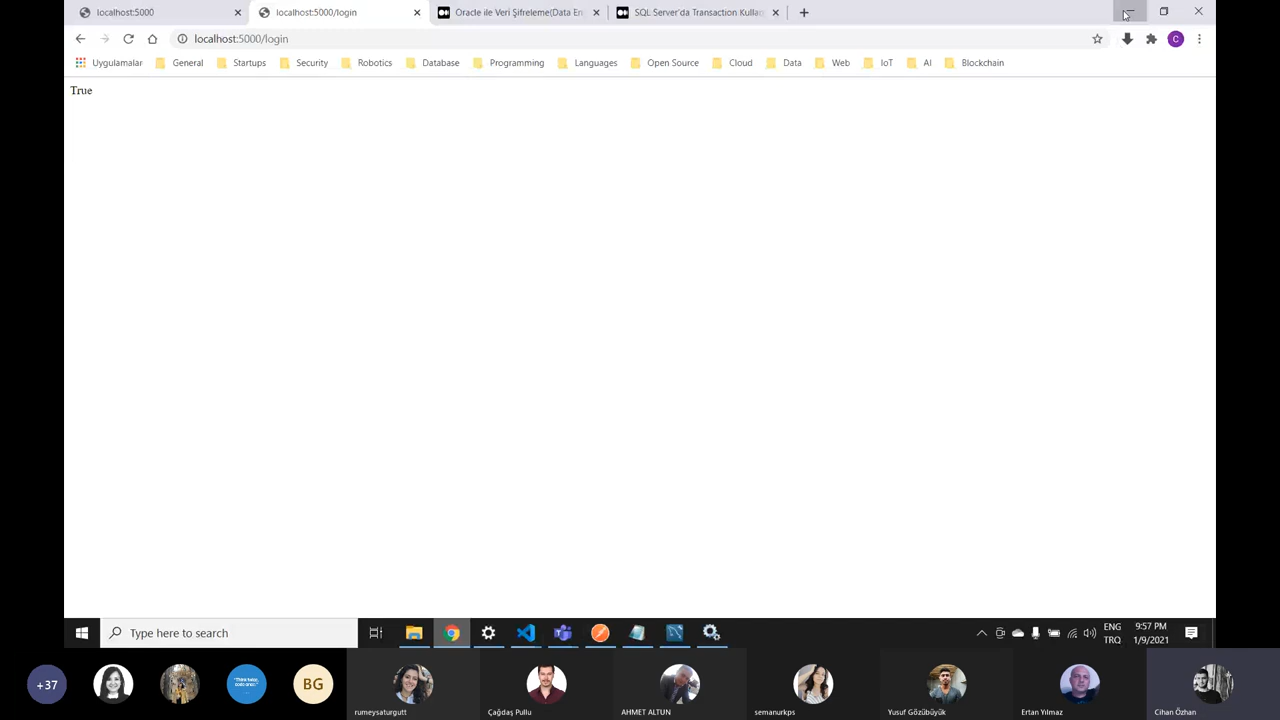 localhost:5000
localhost:5000/login
Oracle ile Veri Şifreleme(Data En
SQL Server'da Transaction Kullaı
localhost:5000/login
C
Uygulamalar
General
Startups
Security
Robotics
Database
Programming
Languages
Open Source
Cloud
Data
Web
IoT
AI
Blockchain
True
Type here to search
ENG
TRQ
9:57 PM
1/9/2021
+37
BG
rumeysaturgutt
Çağdaş Pullu
AHMET ALTUN
semanurkps
Yusuf Gözübüyük
Ertan Yılmaz
Cihan Özhan